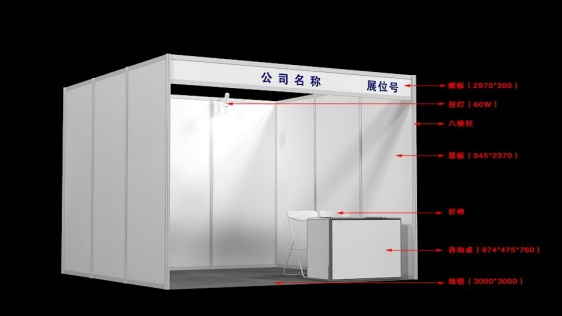 公司名称 展位号
楣板（2970*300）
射灯（60W）
八棱柱
展板（945*2370）
折椅
咨询桌（974*475*760）
地毯（3000*3000）